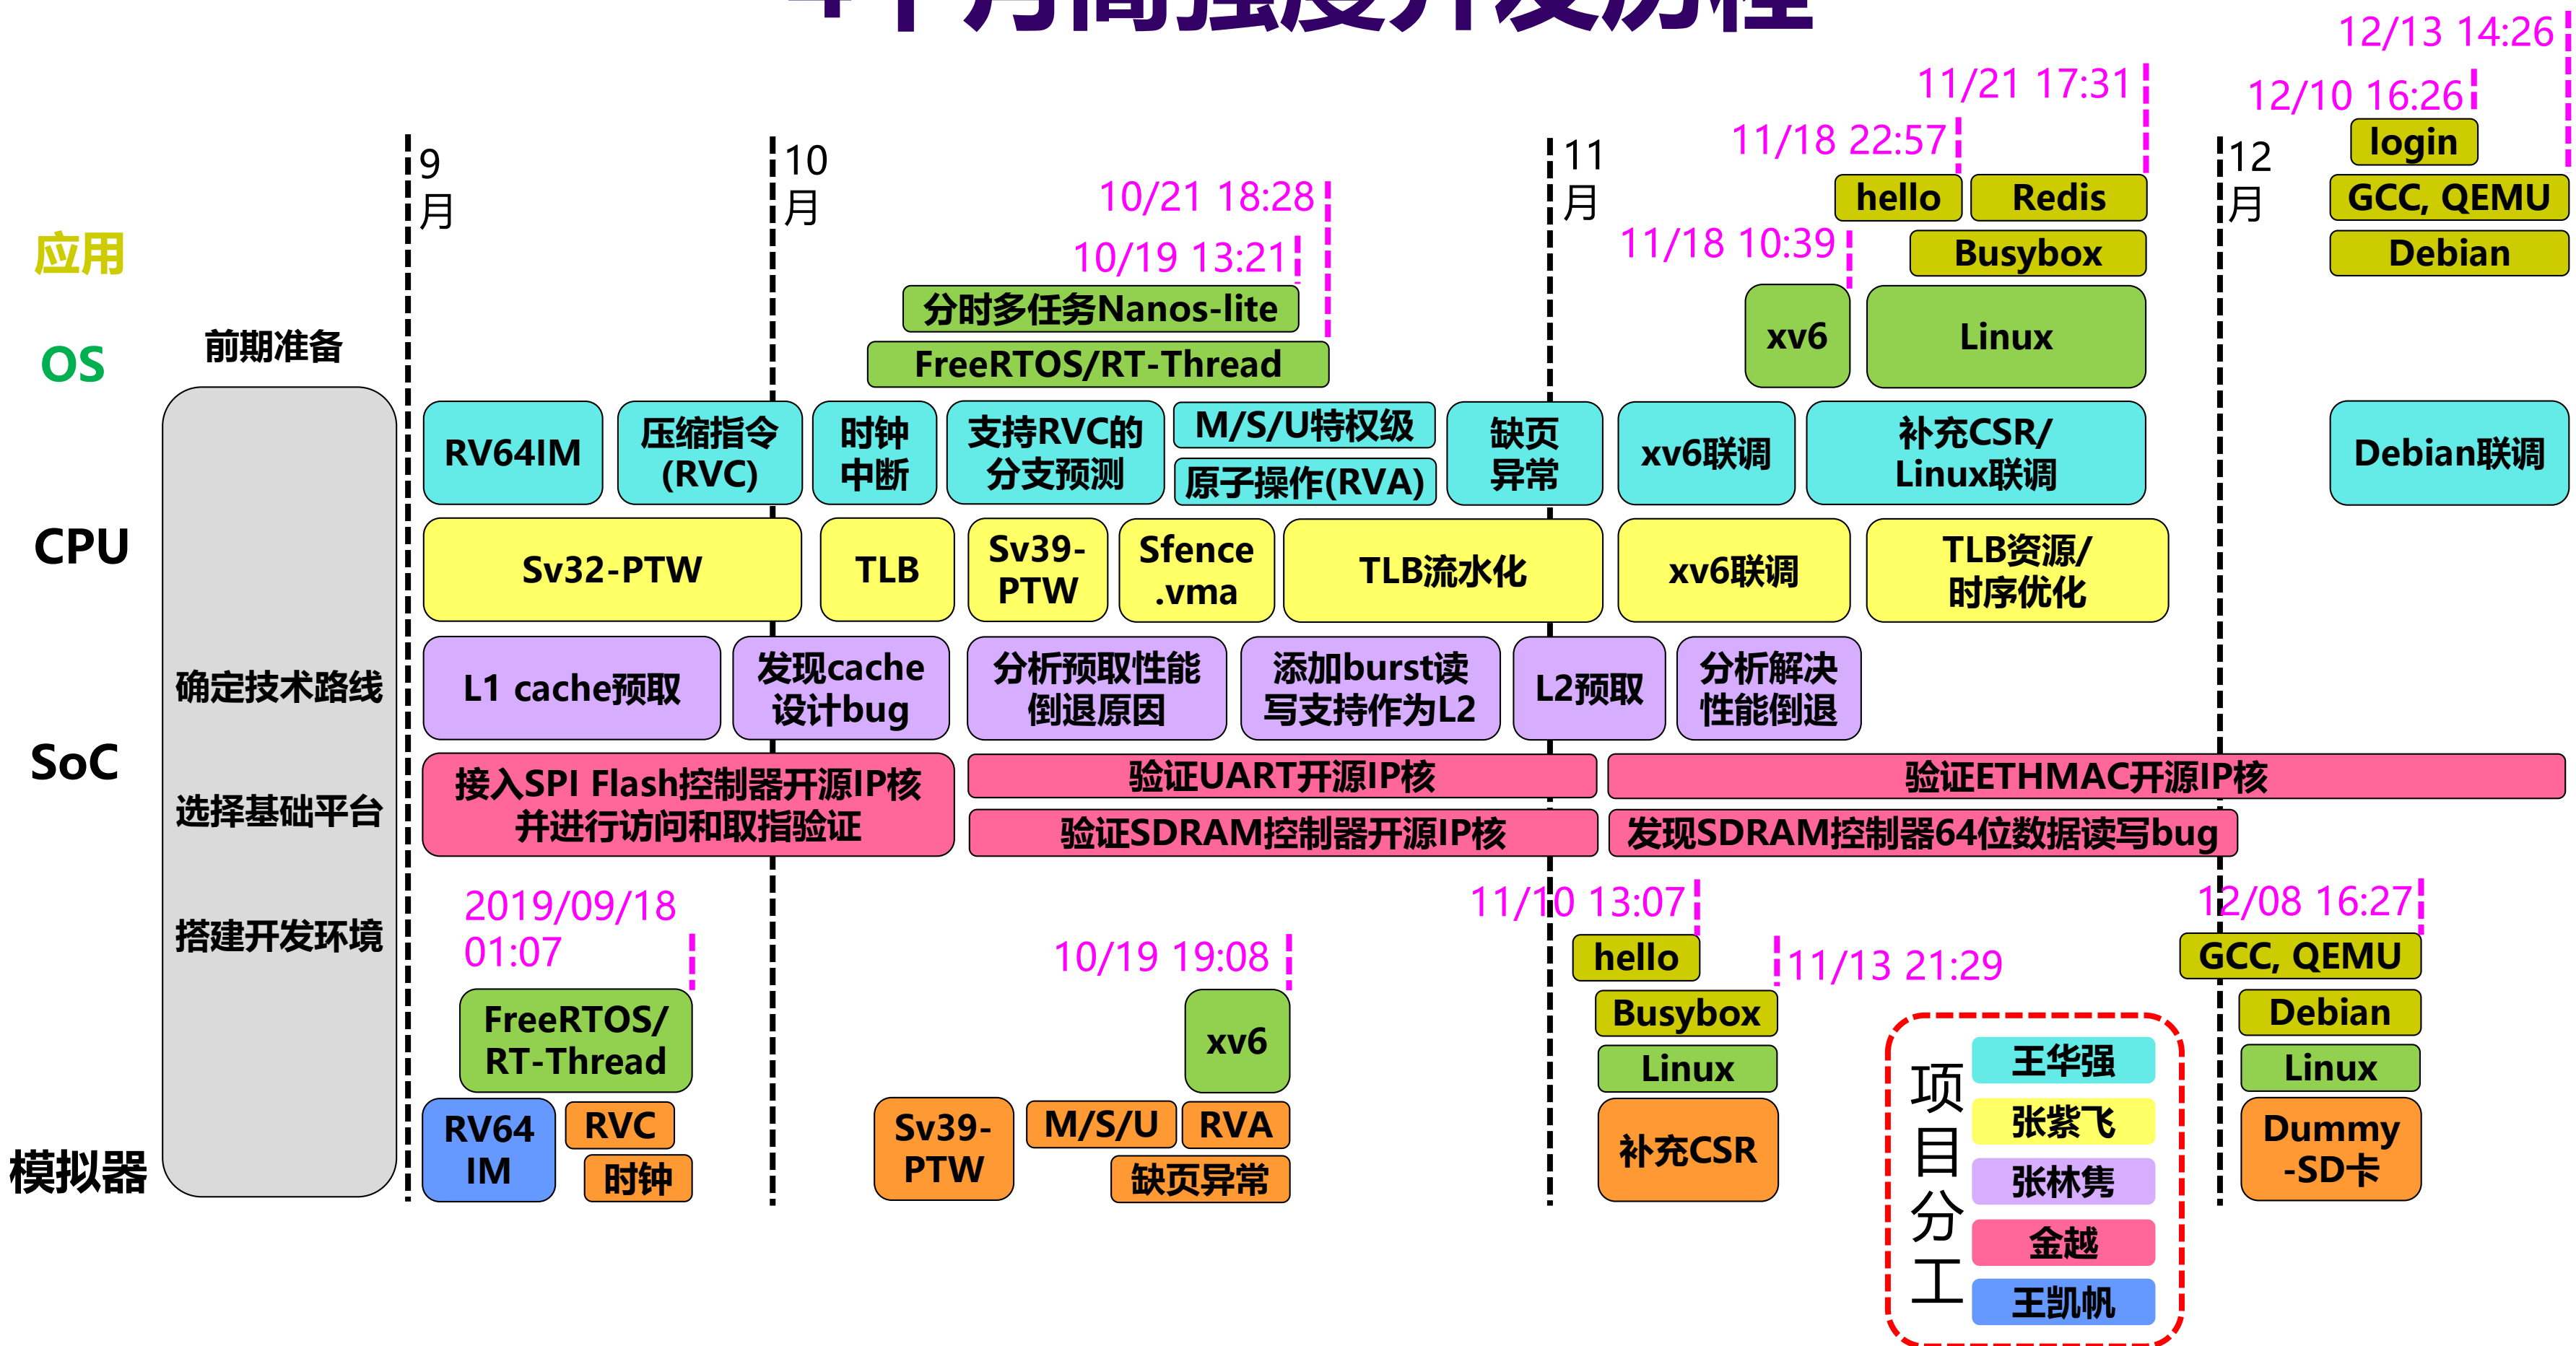 4个月高强度开发历程
12/13 14:26
11/21 17:31
12/10 16:26
11/18 22:57
login
9
月
10
月
11
月
12
月
10/21 18:28
hello
Redis
GCC, QEMU
应用
10/19 13:21
11/18 10:39
Busybox
Debian
分时多任务Nanos-lite
xv6
Linux
前期准备
OS
FreeRTOS/RT-Thread
RV64IM
压缩指令
(RVC)
时钟
中断
支持RVC的
分支预测
M/S/U特权级
原子操作(RVA)
缺页
异常
xv6联调
补充CSR/
Linux联调
Debian联调
CPU
Sv32-PTW
TLB
Sv39-
PTW
Sfence
.vma
TLB流水化
xv6联调
TLB资源/
时序优化
确定技术路线
L1 cache预取
发现cache
设计bug
分析预取性能
倒退原因
添加burst读
写支持作为L2
L2预取
分析解决
性能倒退
SoC
选择基础平台
接入SPI Flash控制器开源IP核
并进行访问和取指验证
验证UART开源IP核
验证ETHMAC开源IP核
验证SDRAM控制器开源IP核
发现SDRAM控制器64位数据读写bug
搭建开发环境
2019/09/18
01:07
10/19 19:08
11/10 13:07
11/13 21:29
12/08 16:27
hello
GCC, QEMU
FreeRTOS/
RT-Thread
xv6
Busybox
Debian
Linux
Linux
模拟器
RV64
IM
RVC
时钟
Sv39-
PTW
M/S/U
RVA
缺页异常
补充CSR
Dummy
-SD卡
项目分工
王华强
张紫飞
张林隽
金越
王凯帆